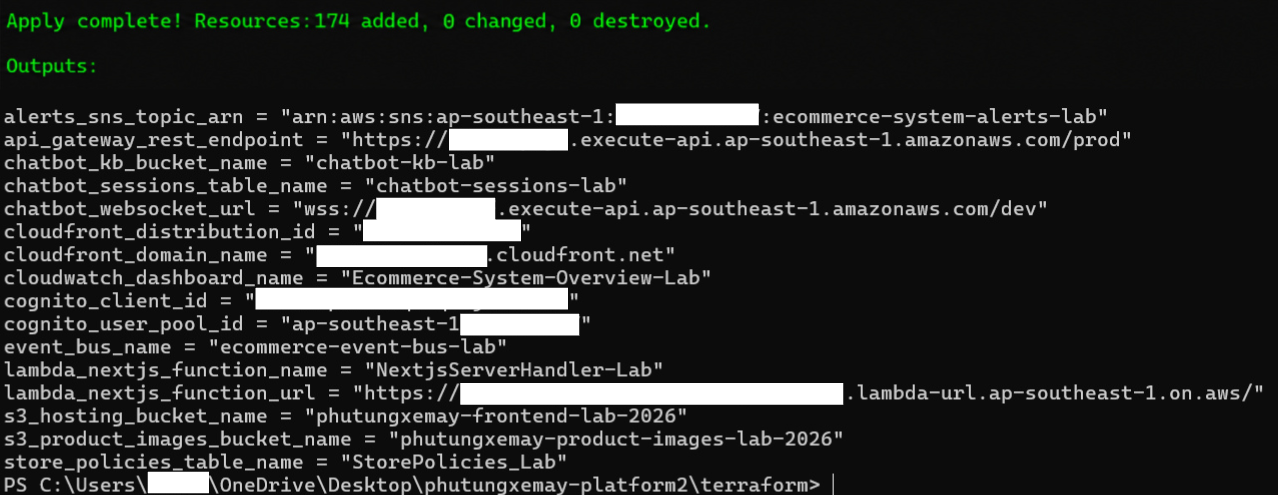 Apply complete! Resources:174 added, 0 changed, 0 destroyed.
Outputs:
alerts_sns_topic_arn = "arn:aws:sns:ap-southeast-1: :ecommerce-system-alerts-lab"
api_gateway_rest_endpoint = "https:// .execute-api.ap-southeast-1.amazonaws.com/prod"
chatbot_kb_bucket_name = "chatbot-kb-lab"
chatbot_sessions_table_name = "chatbot-sessions-lab"
chatbot_websocket_url = "wss:// .execute-api.ap-southeast-1.amazonaws.com/dev"
cloudfront_distribution_id = " "
cloudfront_domain_name = " .cloudfront.net"
cloudwatch_dashboard_name = "Ecommerce-System-Overview-Lab"
cognito_client_id = " "
cognito_user_pool_id = "ap-southeast-1 "
event_bus_name = "ecommerce-event-bus-lab"
lambda_nextjs_function_name = "NextjsServerHandler-Lab"
lambda_nextjs_function_url = "https:// .lambda-url.ap-southeast-1.on.aws/"
s3_hosting_bucket_name = "phutungxemay-frontend-lab-2026"
s3_product_images_bucket_name = "phutungxemay-product-images-lab-2026"
store_policies_table_name = "StorePolicies_Lab"
PS C:\Users\ \OneDrive\Desktop\phutungxemay-platform2\terraform>